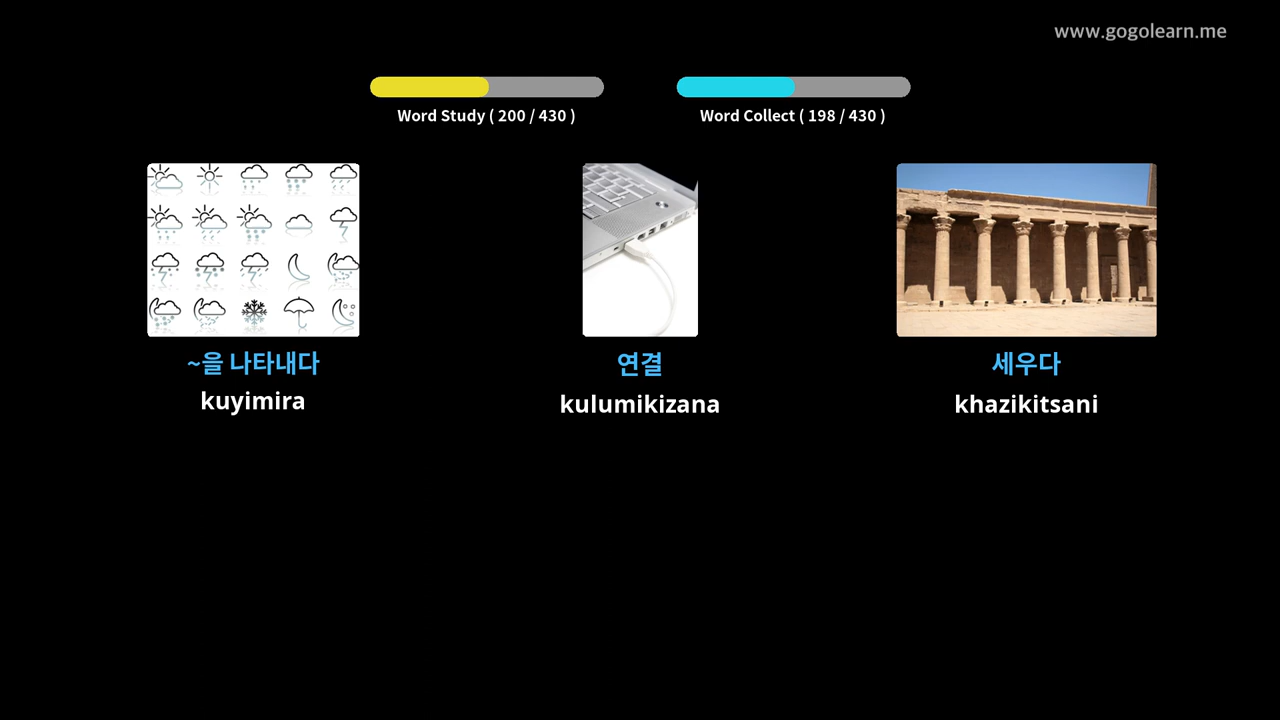 www.gogolearn.me
Word Study ( 200 / 430 )
Word Collect ( 198 / 430 )
~을 나타내다
kuyimira
연결
kulumikizana
세우다
khazikitsani